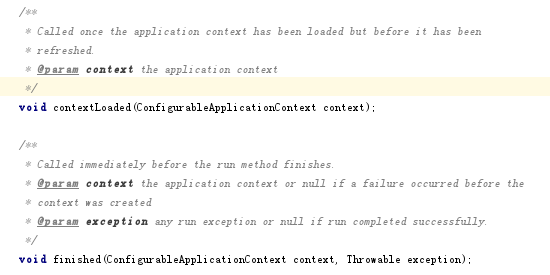 /**
* Called once the application context has been loaded but before it has been
* refreshed.
* @param context the application context
*/
void contextLoaded(ConfigurableApplicationContext context);
/**
* Called immediately before the run method finishes.
* @param context the application context or null if a failure occurred before the
* context was created
* @param exception any run exception or null if run completed successfully.
*/
void finished(ConfigurableApplicationContext context, Throwable exception);